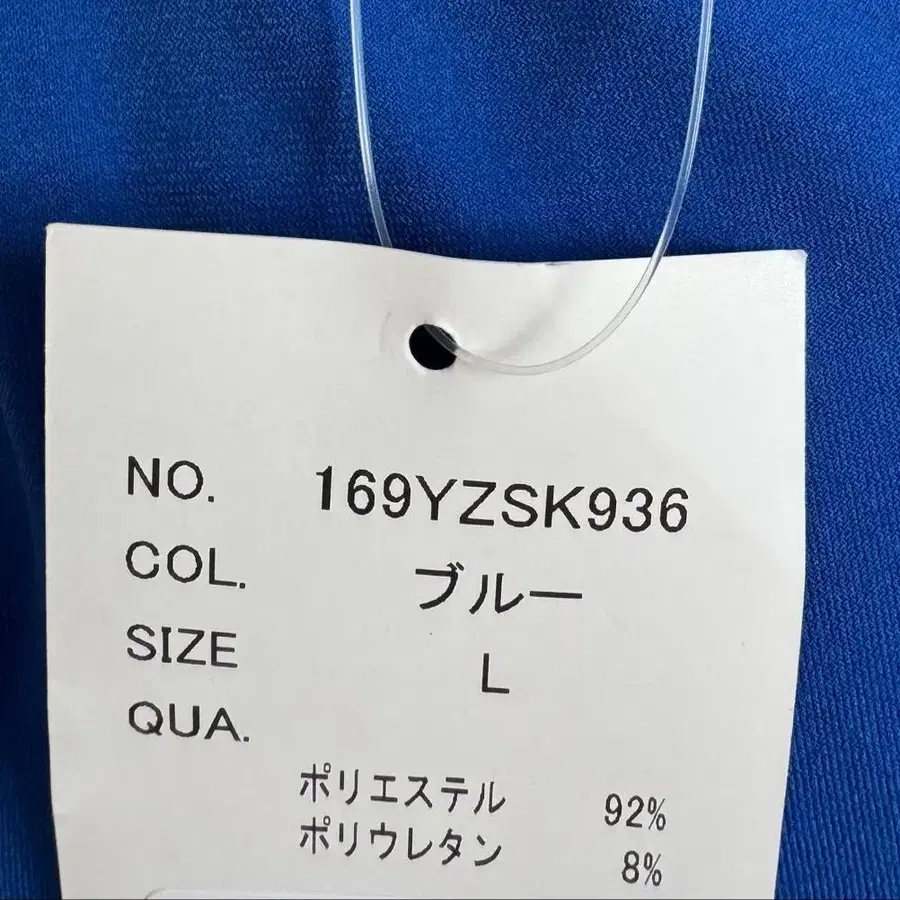 NO. 169YZSK936
COL. ブルー
SIZE L
QUA.
ポリエステル 92%
ポリウレタン 8%